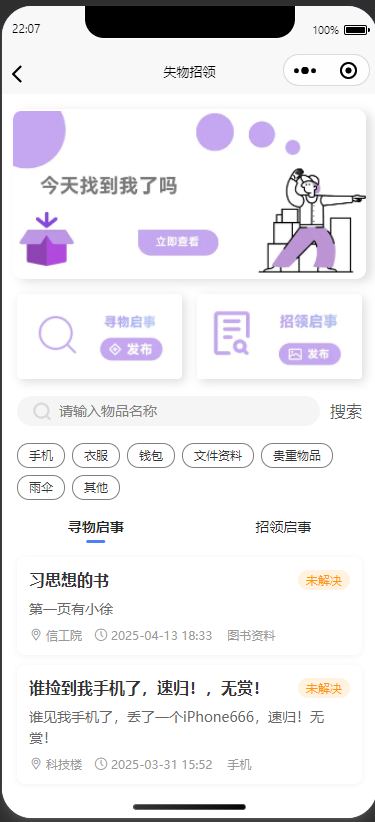 22:07
100%
失物招领
今天找到我了吗
立即查看
寻物启事
发布
招领启事
发布
请输入物品名称
搜索
手机
衣服
钱包
文件资料
贵重物品
雨伞
其他
寻物启事
招领启事
习思想的书
未解决
第一页有小徐
信工院
2025-04-13 18:33
图书资料
谁捡到我手机了，速归！，无赏！
未解决
谁见我手机了，丢了一个iPhone666，速归！无
赏！
科技楼
2025-03-31 15:52
手机